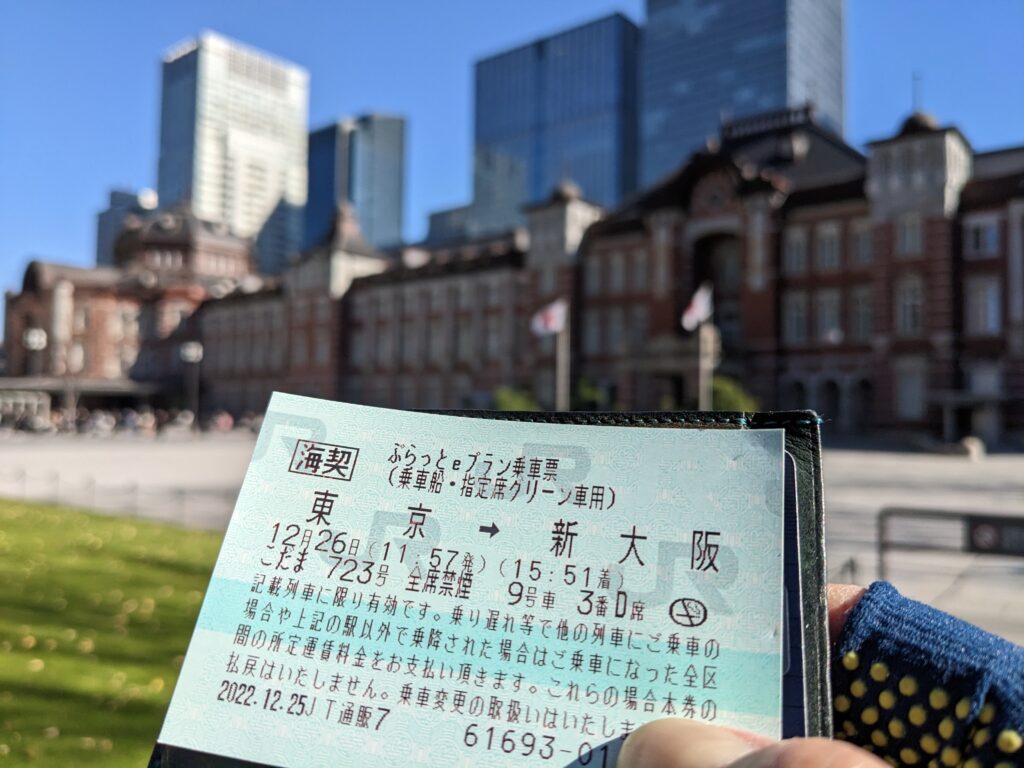 海契 ぷらっとeプラン乗車票
(乗車船・指定席グリーン車用)
東 京 → 新 大 阪
12月26日(11:57発)(15:51着)
こだま 723号 全席禁煙 9号車 3番D席
記載列車に限り有効です。乗り遅れ等で他の列車にご乗車の
場合や上記の駅以外で乗降された場合はご乗車になった全区
間の所定運賃料金をお支払い頂きます。これらの場合本券の
払戻はいたしません。乗車変更の取扱いはいたしま
2022.12.25 JT通販7 61693-01